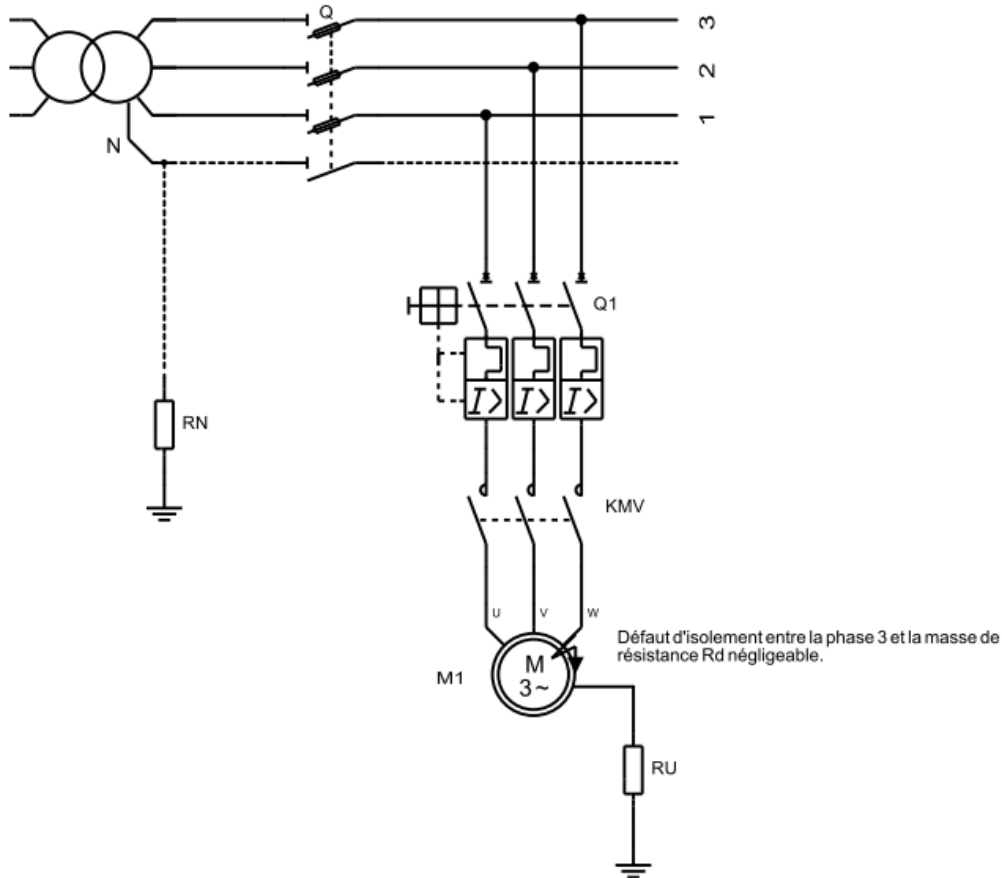 Q
3
2
1
N
Q1
I>
I>
I>
RN
KMV
U
V
W
Défaut d'isolement entre la phase 3 et la masse de
résistance Rd négligeable.
M1
M
3~
RU